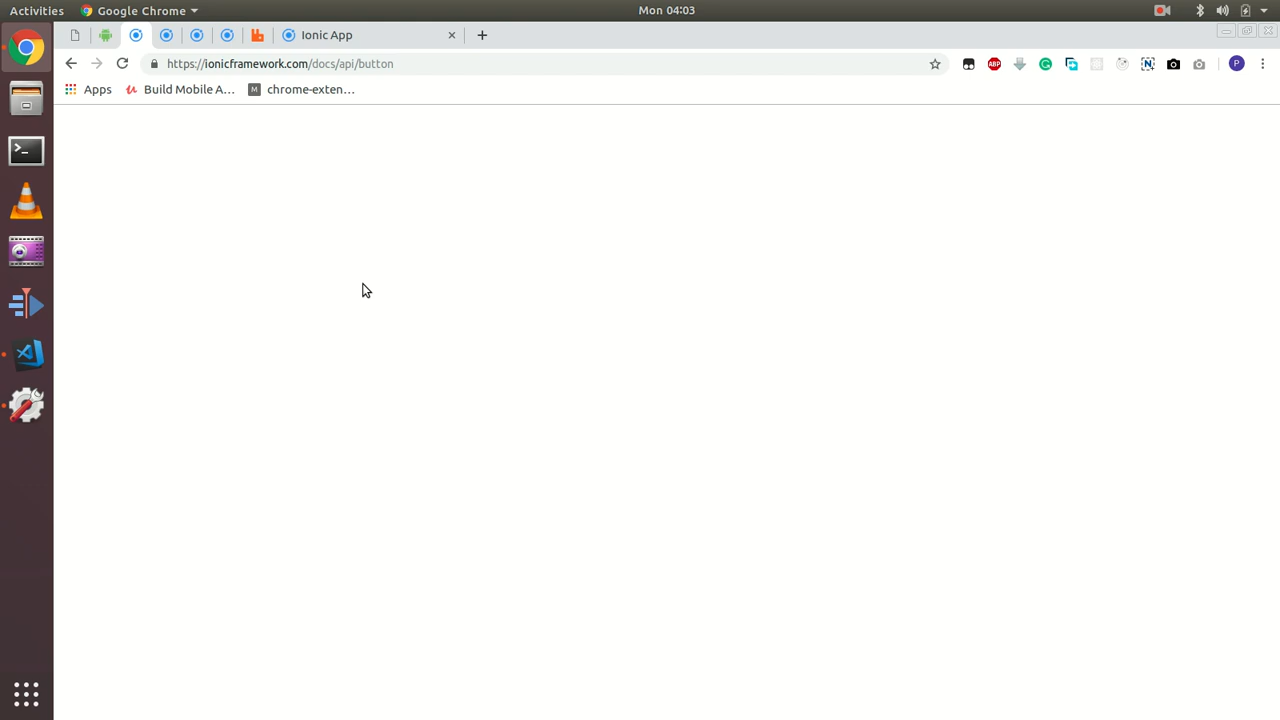 Activities Google Chrome Mon 04:03
Ionic App
https://ionicframework.com/docs/api/button ABP P
Apps Build Mobile A... M chrome-exten...